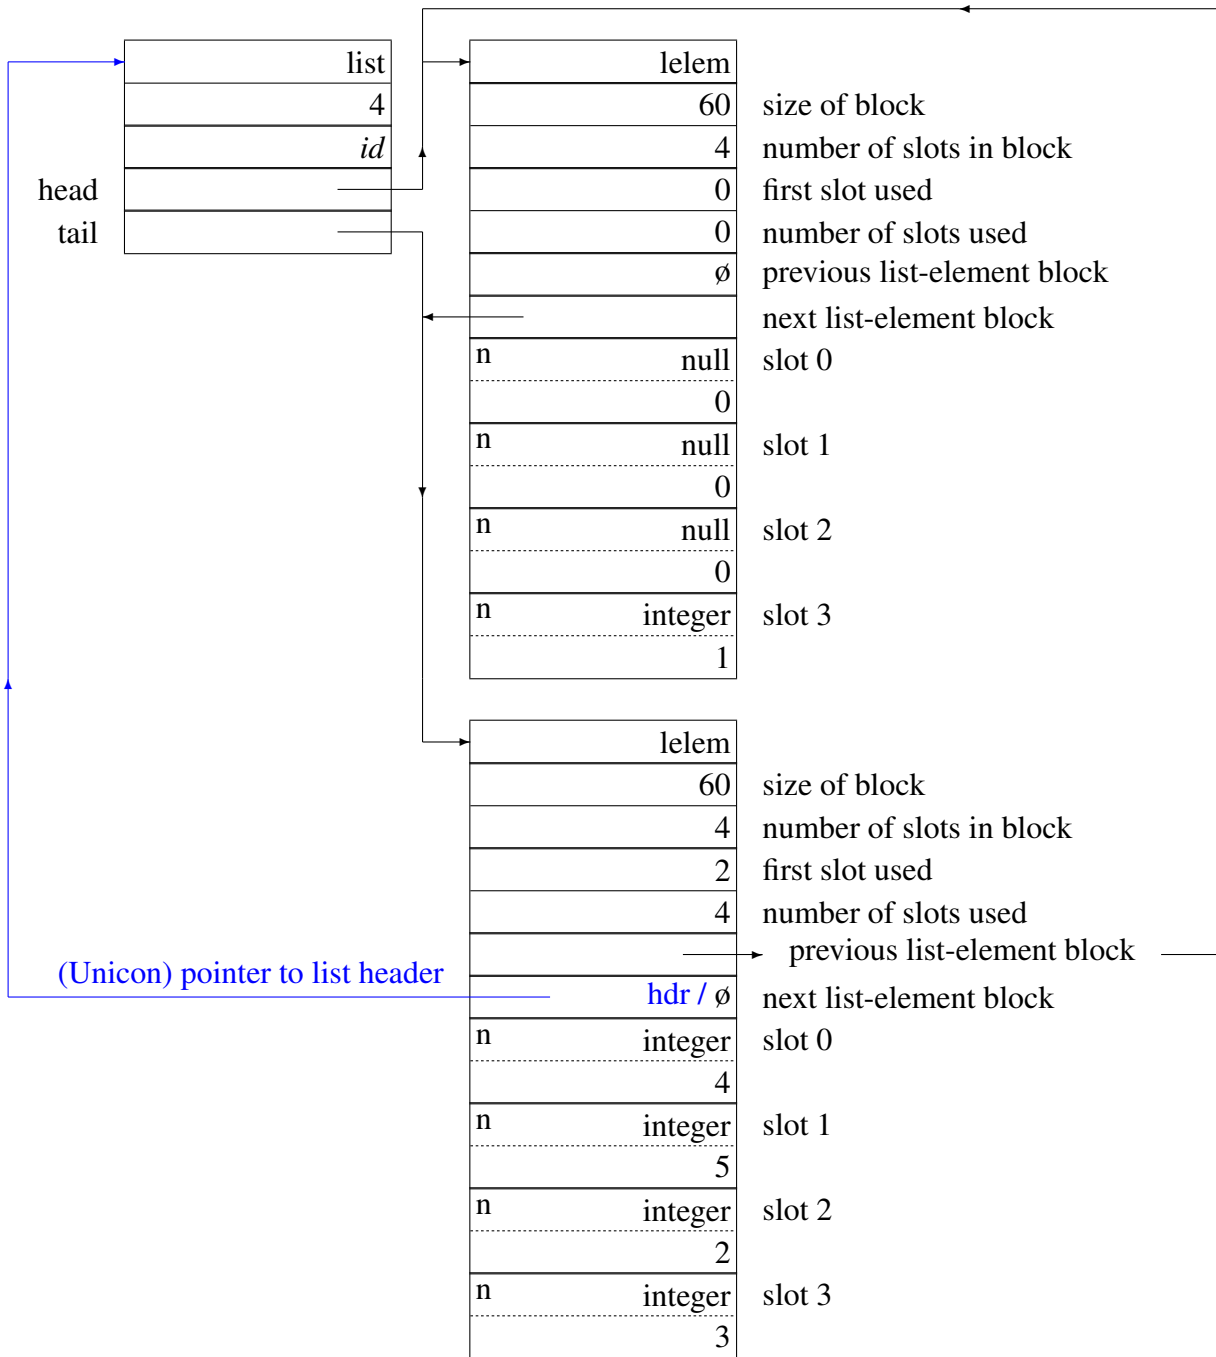 list
4
id
head
tail
lelem
60 size of block
4 number of slots in block
0 first slot used
0 number of slots used
ø previous list-element block
next list-element block
n null slot 0
0
n null slot 1
0
n null slot 2
0
n integer slot 3
1
lelem
60 size of block
4 number of slots in block
2 first slot used
4 number of slots used
previous list-element block
(Unicon) pointer to list header
hdr / ø next list-element block
n integer slot 0
4
n integer slot 1
5
n integer slot 2
2
n integer slot 3
3